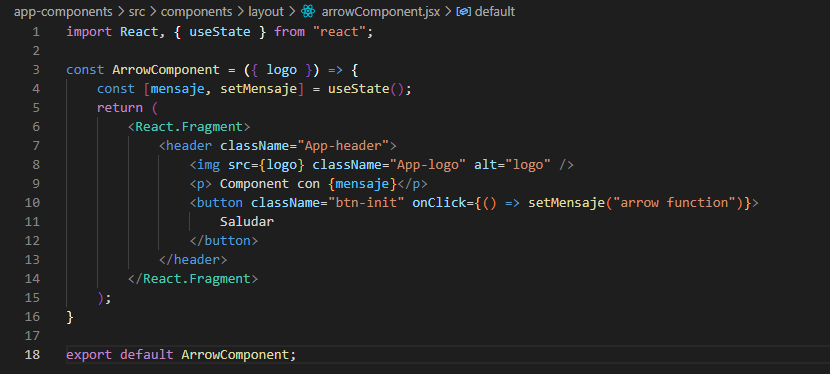 app-components > src > components > layout > arrowComponent.jsx > default
1 import React, { useState } from "react";
2
3 const ArrowComponent = ({ logo }) => {
4     const [mensaje, setMensaje] = useState();
5     return (
6         <React.Fragment>
7             <header className="App-header">
8                 <img src={logo} className="App-logo" alt="logo" />
9                 <p> Component con {mensaje}</p>
10                 <button className="btn-init" onClick={() => setMensaje("arrow function")}>
11                     Saludar
12                 </button>
13             </header>
14         </React.Fragment>
15     );
16 }
17
18 export default ArrowComponent;